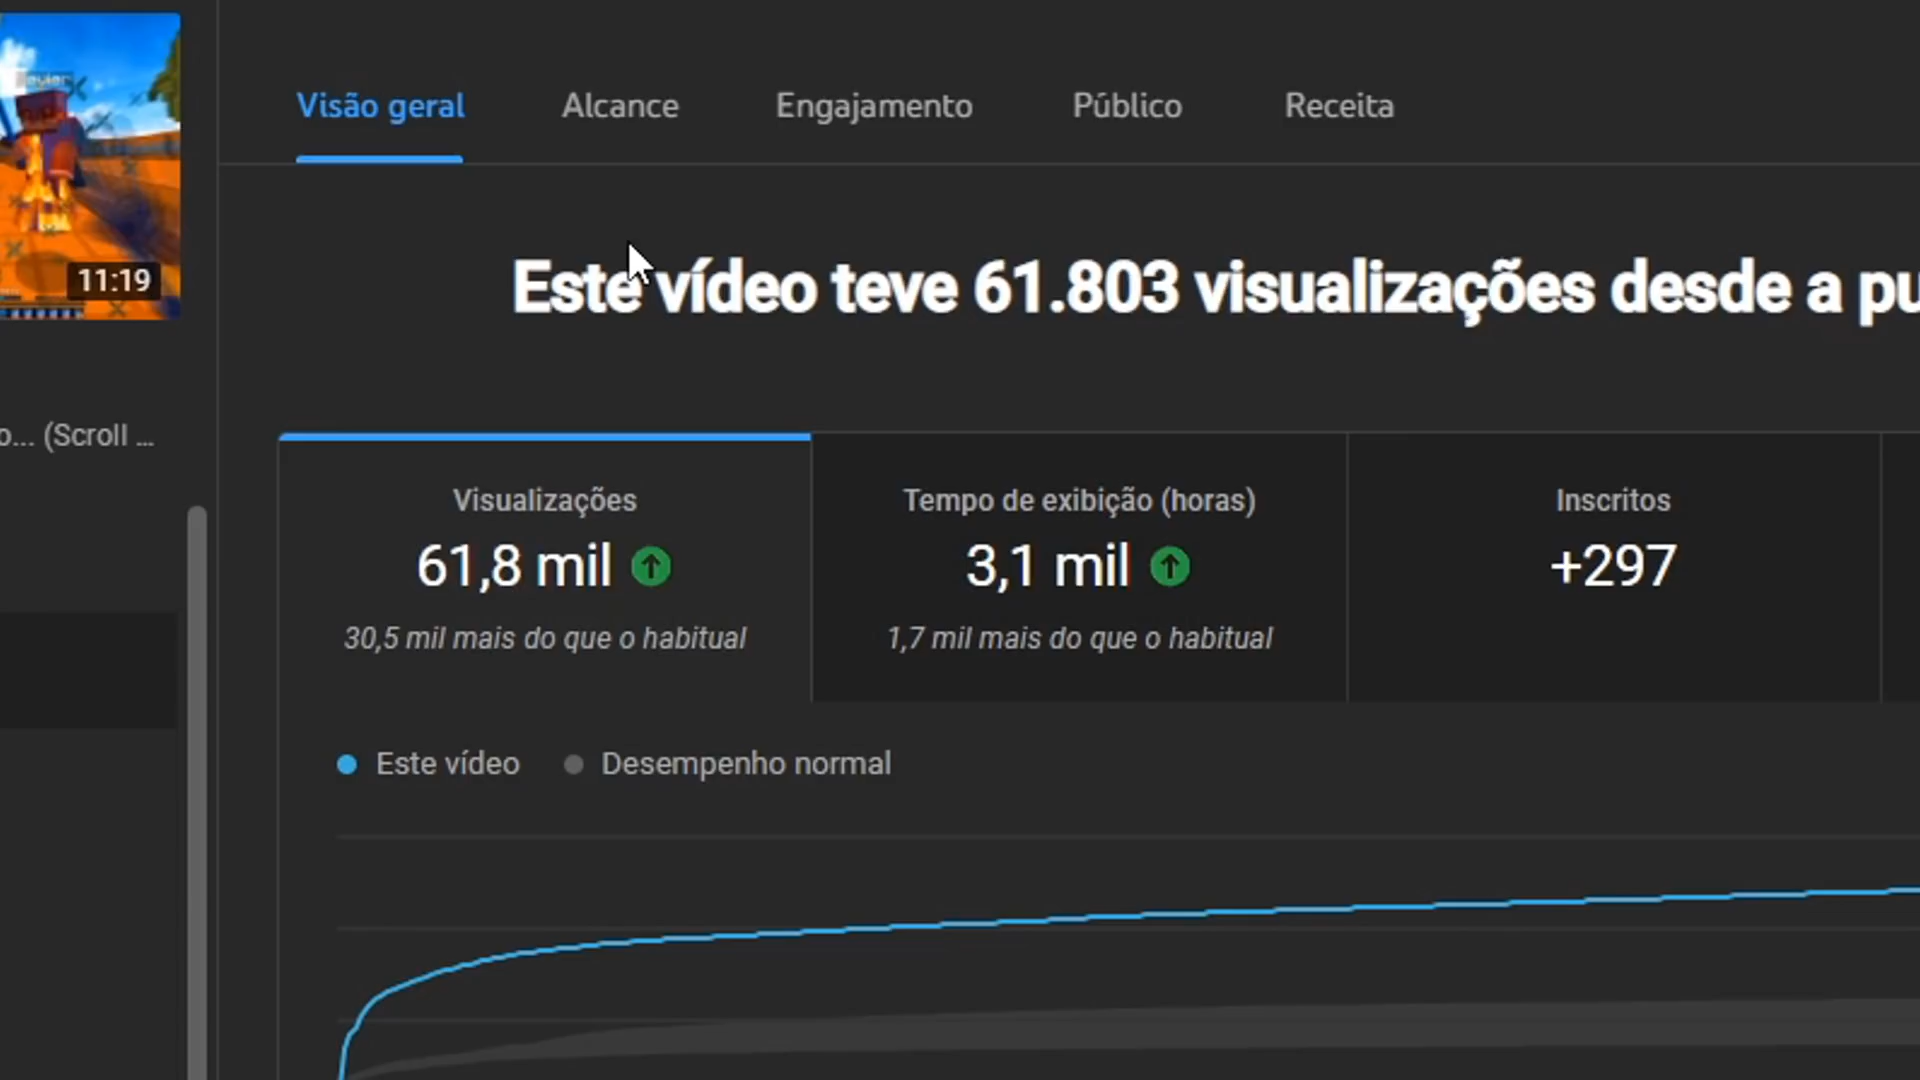 Visão geral
Alcance
Engajamento
Público
Receita
11:19
Este vídeo teve 61.803 visualizações desde a pu
o... (Scroll ...
Visualizações
61,8 mil
30,5 mil mais do que o habitual
Tempo de exibição (horas)
3,1 mil
1,7 mil mais do que o habitual
Inscritos
+297
Este vídeo
Desempenho normal